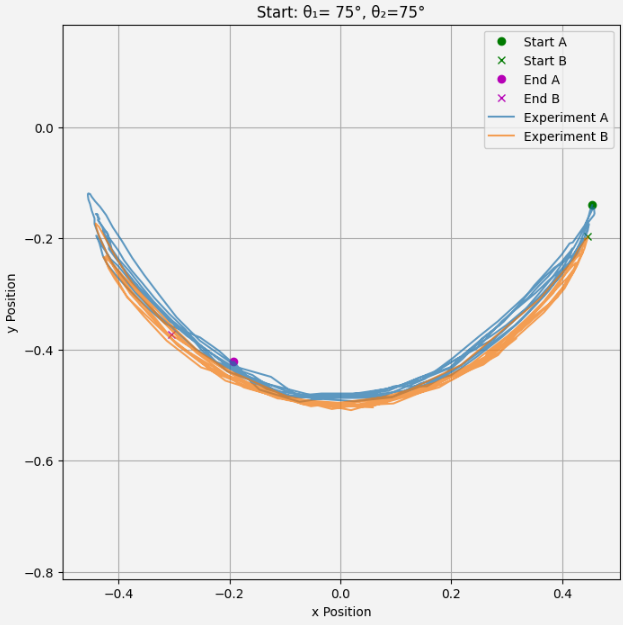 Start: θ₁= 75°, θ₂=75°
Start A
Start B
End A
End B
Experiment A
Experiment B
y Position
0.0
−0.2
−0.4
−0.6
−0.8
−0.4
−0.2
0.0
0.2
0.4
x Position